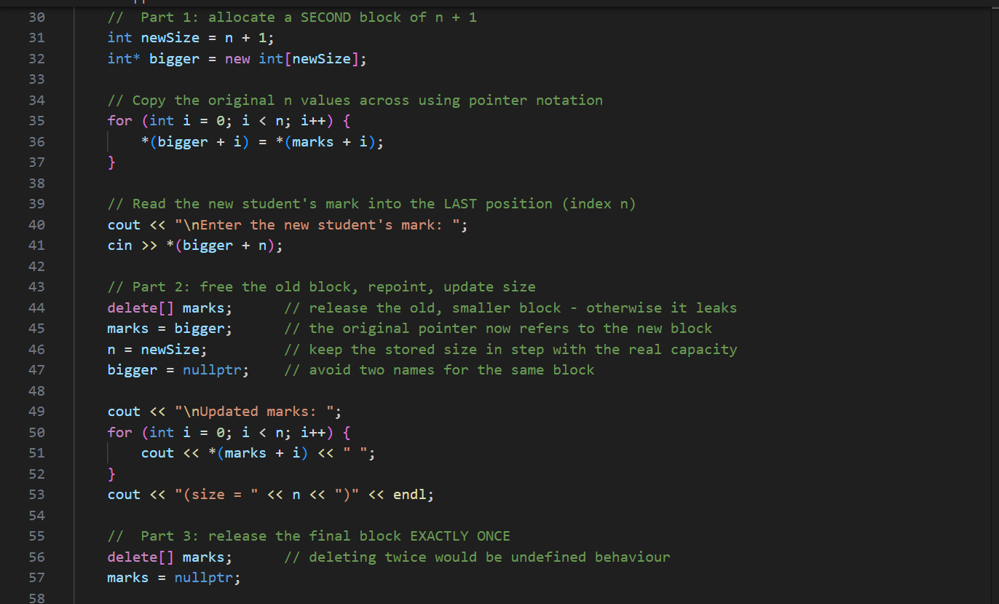 30 //  Part 1: allocate a SECOND block of n + 1
31 int newSize = n + 1;
32 int* bigger = new int[newSize];
33
34 // Copy the original n values across using pointer notation
35 for (int i = 0; i < n; i++) {
36     *(bigger + i) = *(marks + i);
37 }
38
39 // Read the new student's mark into the LAST position (index n)
40 cout << "\nEnter the new student's mark: ";
41 cin >> *(bigger + n);
42
43 // Part 2: free the old block, repoint, update size
44 delete[] marks;      // release the old, smaller block - otherwise it leaks
45 marks = bigger;      // the original pointer now refers to the new block
46 n = newSize;         // keep the stored size in step with the real capacity
47 bigger = nullptr;    // avoid two names for the same block
48
49 cout << "\nUpdated marks: ";
50 for (int i = 0; i < n; i++) {
51     cout << *(marks + i) << " ";
52 }
53 cout << "(size = " << n << ")" << endl;
54
55 //  Part 3: release the final block EXACTLY ONCE
56 delete[] marks;      // deleting twice would be undefined behaviour
57 marks = nullptr;
58